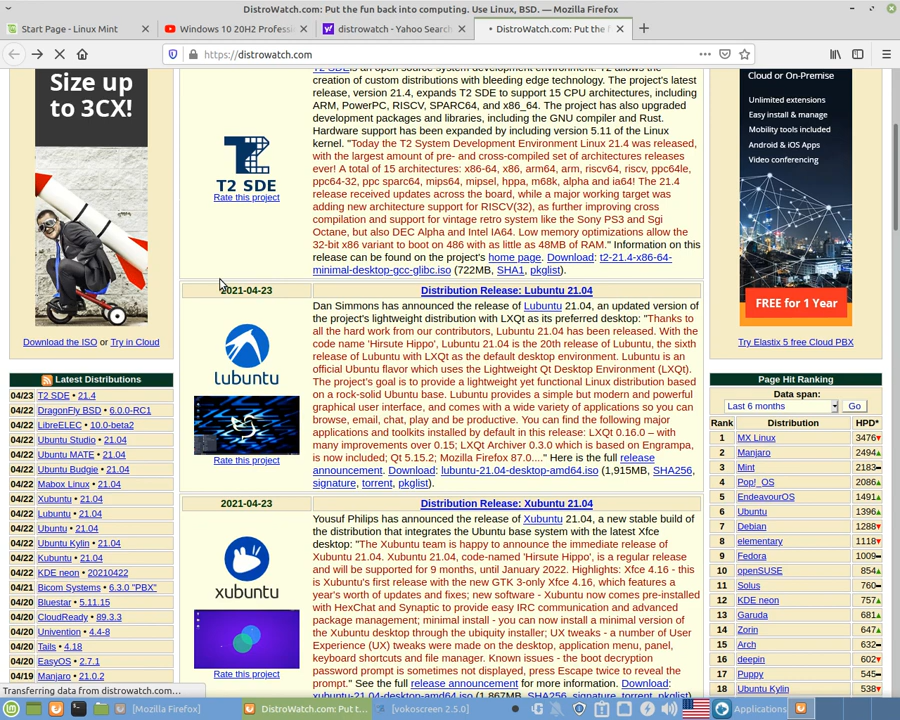 DistroWatch.com: Put the fun back into computing. Use Linux, BSD. — Mozilla Firefox
Start Page - Linux Mint
Windows 10 20H2 Profess
distrowatch - Yahoo Search
DistroWatch.com: Put the f
https://distrowatch.com
Size up
to 3CX!
Download the ISO or Try in Cloud
Latest Distributions
04/23 T2 SDE • 21.4
04/22 DragonFly BSD • 6.0.0-RC1
04/22 LibreELEC • 10.0-beta2
04/22 Ubuntu Studio • 21.04
04/22 Ubuntu MATE • 21.04
04/22 Ubuntu Budgie • 21.04
04/22 Mabox Linux • 21.04
04/22 Xubuntu • 21.04
04/22 Lubuntu • 21.04
04/22 Ubuntu • 21.04
04/22 Ubuntu Kylin • 21.04
04/22 Kubuntu • 21.04
04/22 KDE neon • 20210422
04/21 Bicom Systems • 6.3.0 "PBX"
04/20 Bluestar • 5.11.15
04/20 CloudReady • 89.3.3
04/20 Univention • 4.4-8
04/20 Tails • 4.18
04/20 EasyOS • 2.7.1
04/19 Manjaro • 21.0.2
T2 SDE
Rate this project
T2 SDE is an open source system development environment. T2 allows the
creation of custom distributions with bleeding edge technology. The project's latest
release, version 21.4, expands T2 SDE to support 15 CPU architectures, including
ARM, PowerPC, RISCV, SPARC64, and x86_64. The project has also upgraded
development packages and libraries, including the GNU compiler and Rust.
Hardware support has been expanded by including version 5.11 of the Linux
kernel. "Today the T2 System Development Environment Linux 21.4 was released,
with the largest amount of pre- and cross-compiled set of architectures releases
ever! A total of 15 architectures: x86-64, x86, arm64, arm, riscv64, riscv, ppc64le,
ppc64-32, ppc sparc64, mips64, mipsel, hppa, m68k, alpha and ia64! The 21.4
release received updates across the board, while a major working target was
adding new architecture support for RISCV(32), as further improving cross
compilation and support for vintage retro system like the Sony PS3 and Sgi
Octane, but also DEC Alpha and Intel IA64. Low memory optimizations allow the
32-bit x86 variant to boot on 486 with as little as 48MB of RAM." Information on this
release can be found on the project's home page. Download: t2-21.4-x86-64-
minimal-desktop-gcc-glibc.iso (722MB, SHA1, pkglist).
2021-04-23
Distribution Release: Lubuntu 21.04
lubuntu
Rate this project
Dan Simmons has announced the release of Lubuntu 21.04, an updated version of
the project's lightweight distribution with LXQt as its preferred desktop: "Thanks to
all the hard work from our contributors, Lubuntu 21.04 has been released. With the
code name 'Hirsute Hippo', Lubuntu 21.04 is the 20th release of Lubuntu, the sixth
release of Lubuntu with LXQt as the default desktop environment. Lubuntu is an
official Ubuntu flavor which uses the Lightweight Qt Desktop Environment (LXQt).
The project's goal is to provide a lightweight yet functional Linux distribution based
on a rock-solid Ubuntu base. Lubuntu provides a simple but modern and powerful
graphical user interface, and comes with a wide variety of applications so you can
browse, email, chat, play and be productive. You can find the following major
applications and toolkits installed by default in this release: LXQt 0.16.0 – with
many improvements over 0.15; LXQt Archiver 0.3.0 which is based on Engrampa,
is now included; Qt 5.15.2; Mozilla Firefox 87.0...." Here is the full release
announcement. Download: lubuntu-21.04-desktop-amd64.iso (1,915MB, SHA256,
signature, torrent, pkglist).
2021-04-23
Distribution Release: Xubuntu 21.04
xubuntu
Rate this project
Yousuf Philips has announced the release of Xubuntu 21.04, a new stable build of
the distribution that integrates the Ubuntu base system with the latest Xfce
desktop: "The Xubuntu team is happy to announce the immediate release of
Xubuntu 21.04. Xubuntu 21.04, code-named 'Hirsute Hippo', is a regular release
and will be supported for 9 months, until January 2022. Highlights: Xfce 4.16 - this
is Xubuntu's first release with the new GTK 3-only Xfce 4.16, which features a
year's worth of updates and fixes; new software - Xubuntu now comes pre-installed
with HexChat and Synaptic to provide easy IRC communication and advanced
package management; minimal install - you can now install a minimal version of
the Xubuntu desktop through the ubiquity installer; UX tweaks - a number of User
Experience (UX) tweaks were made on the desktop, application menu, panel,
keyboard shortcuts and file manager. Known issues - the boot decryption
password prompt is sometimes not displayed, press Escape twice to reveal the
prompt." See the full release announcement for more information. Download:
xubuntu-21.04-desktop-amd64.iso (1,867MB, SHA256, signature, torrent, pkglist)
Cloud or On-Premise
Unlimited extensions
Easy install & manage
Mobility tools included
Android & iOS Apps
Video conferencing
FREE for 1 Year
Try Elastix 5 free Cloud PBX
Page Hit Ranking
Data span:
Last 6 months
Go
Rank Distribution HPD*
1 MX Linux 3476
2 Manjaro 2494
3 Mint 2183
4 Pop!_OS 2086
5 EndeavourOS 1491
6 Ubuntu 1396
7 Debian 1288
8 elementary 1118
9 Fedora 1009
10 openSUSE 854
11 Solus 760
12 KDE neon 757
13 Garuda 681
14 Zorin 647
15 Arch 632
16 deepin 602
17 Puppy 545
18 Ubuntu Kylin 538
Transferring data from distrowatch.com…
[Mozilla Firefox]
DistroWatch.com: Put t...
[vokoscreen 2.5.0]
Applications